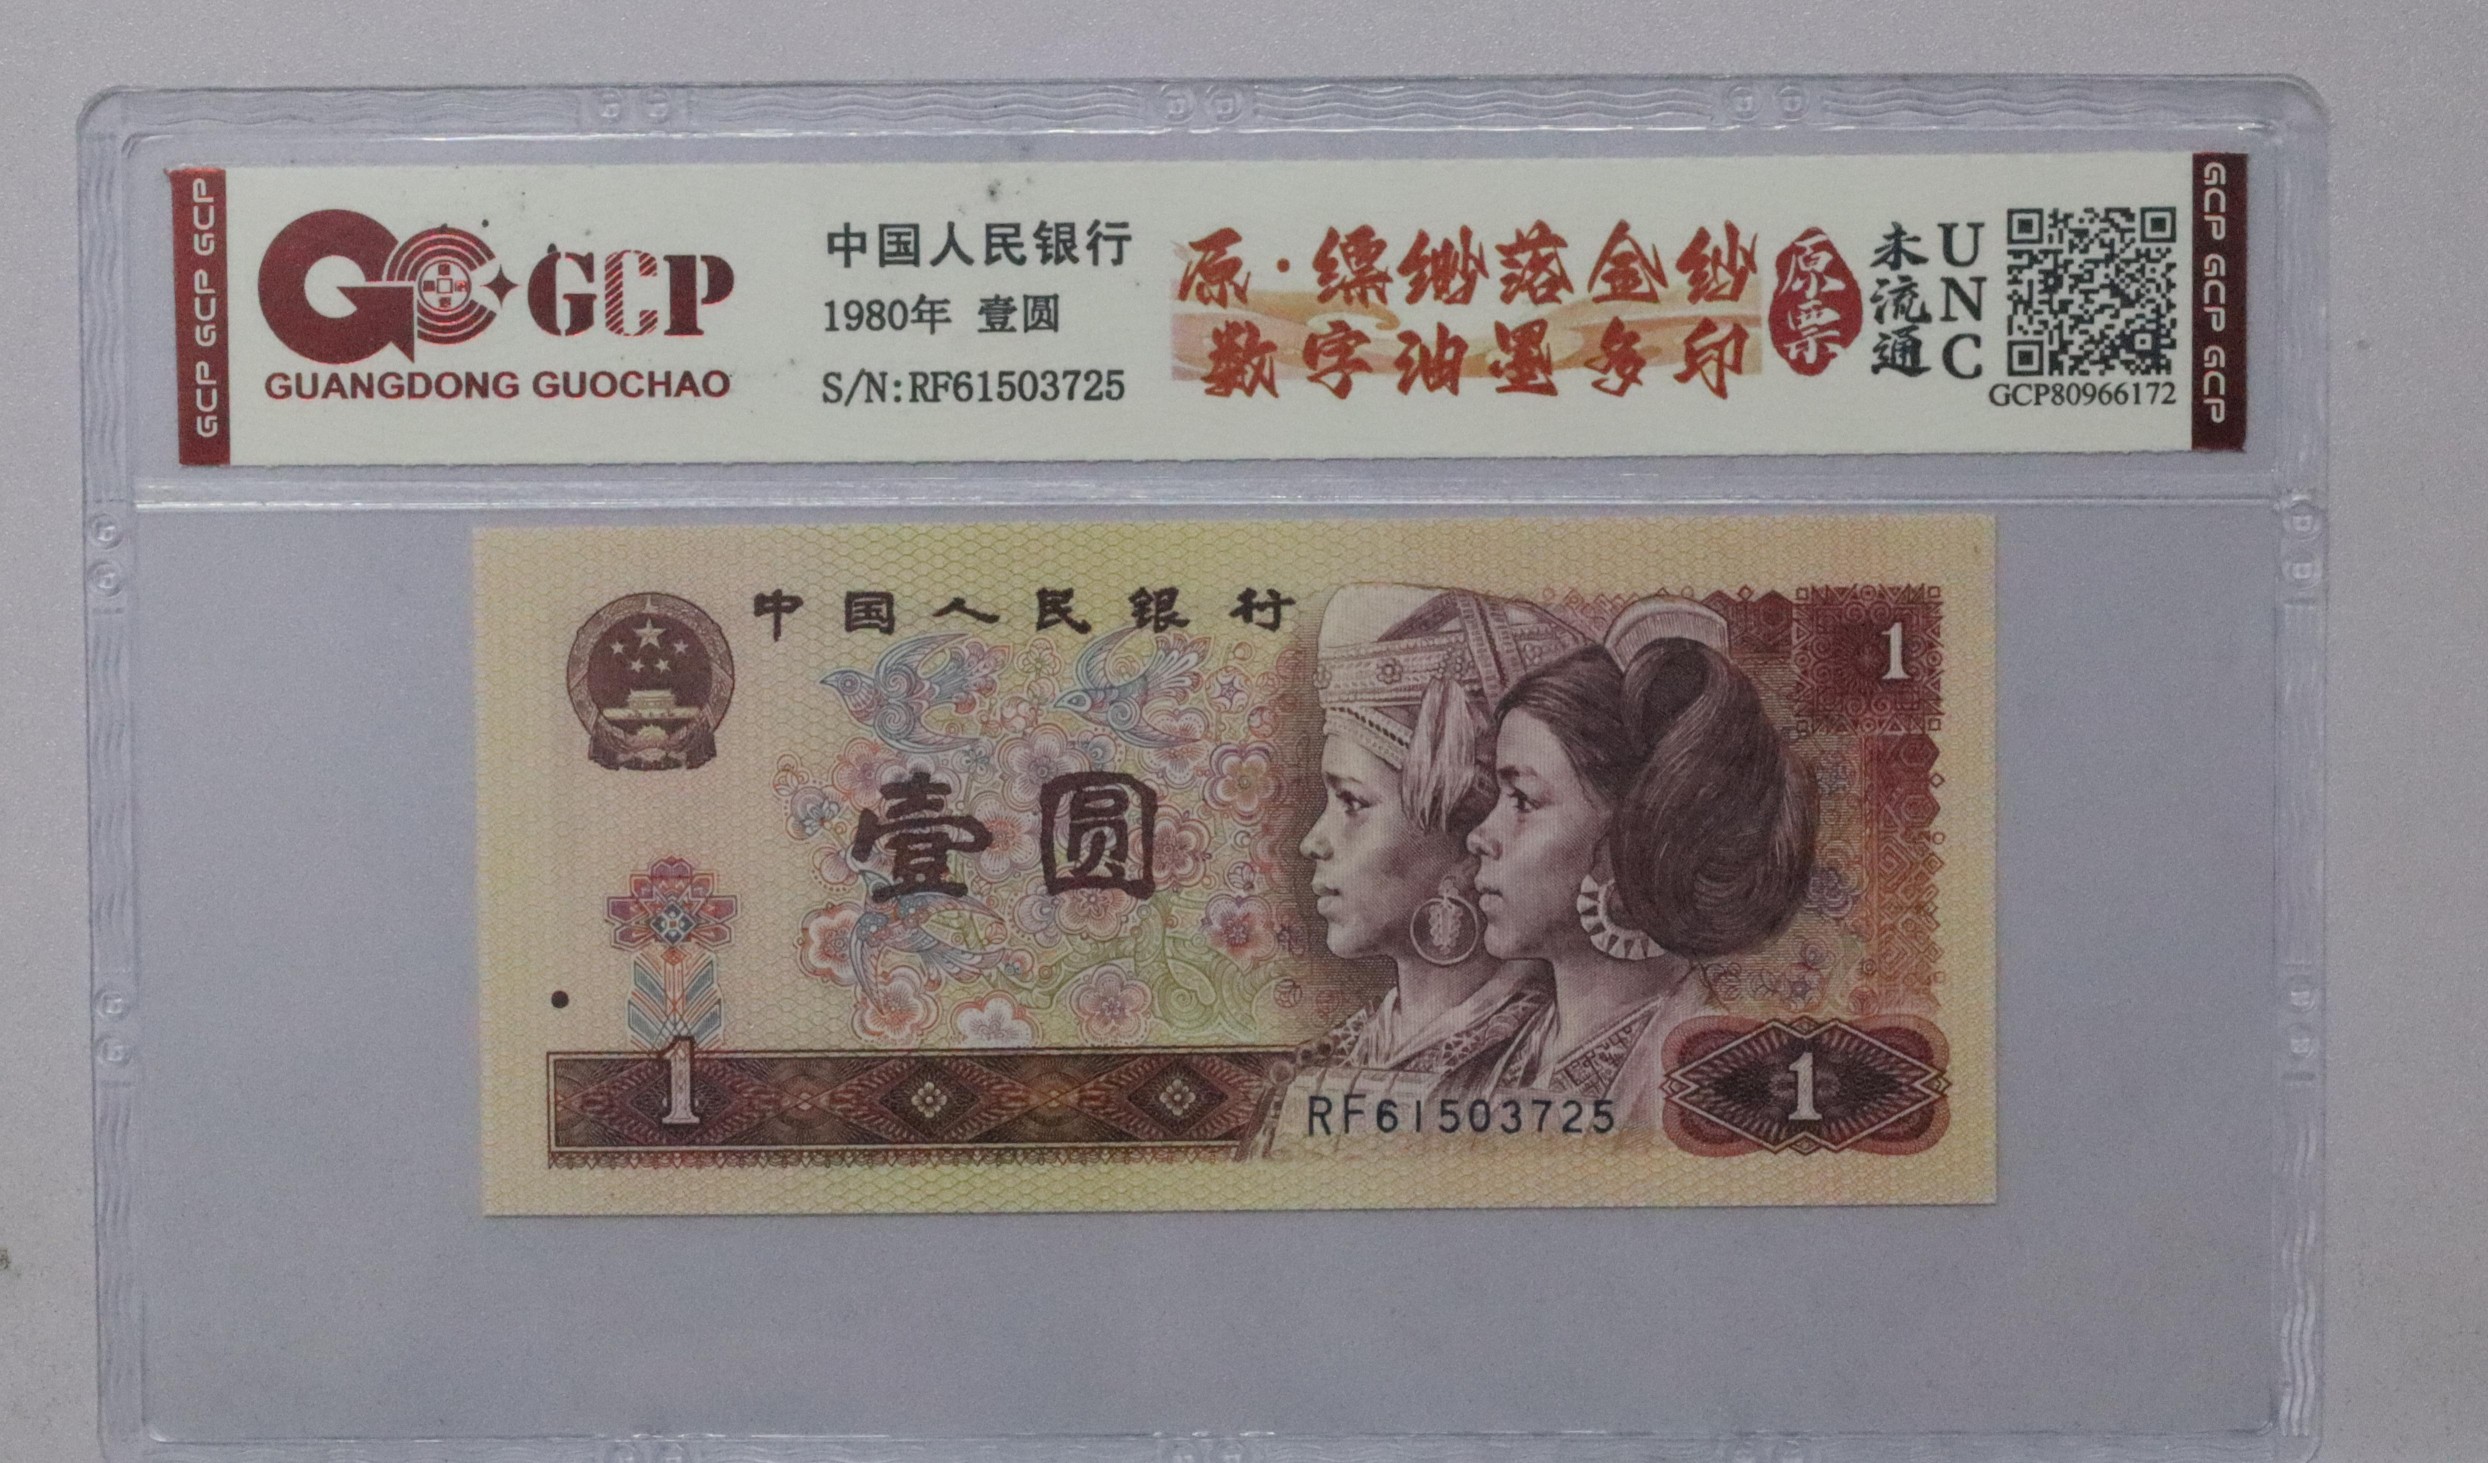 GCP GCP GCP
GCP
GUANGDONG GUOCHAO
中国人民银行
1980年 壹圆
S/N:RF61503725
原·缥缈落金纱
数字油墨多印
原票
未流通
UNC
GCP80966172
GCP GCP GCP
中国人民银行
1
壹圆
1
RF61503725
1